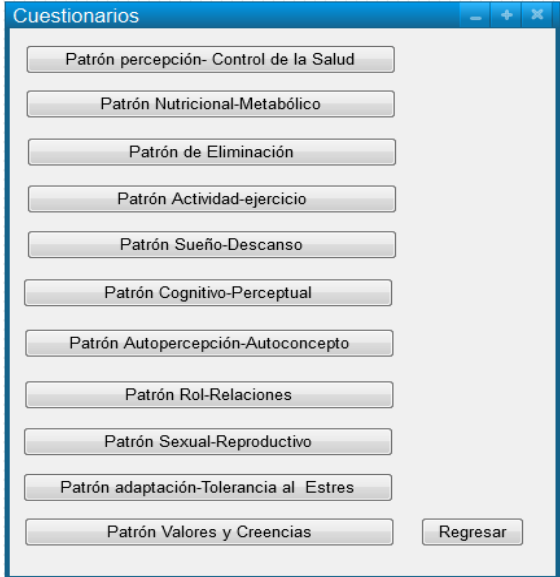 Cuestionarios
Patrón percepción- Control de la Salud
Patrón Nutricional-Metabólico
Patrón de Eliminación
Patrón Actividad-ejercicio
Patrón Sueño-Descanso
Patrón Cognitivo-Perceptual
Patrón Autopercepción-Autoconcepto
Patrón Rol-Relaciones
Patrón Sexual-Reproductivo
Patrón adaptación-Tolerancia al  Estres
Patrón Valores y Creencias Regresar